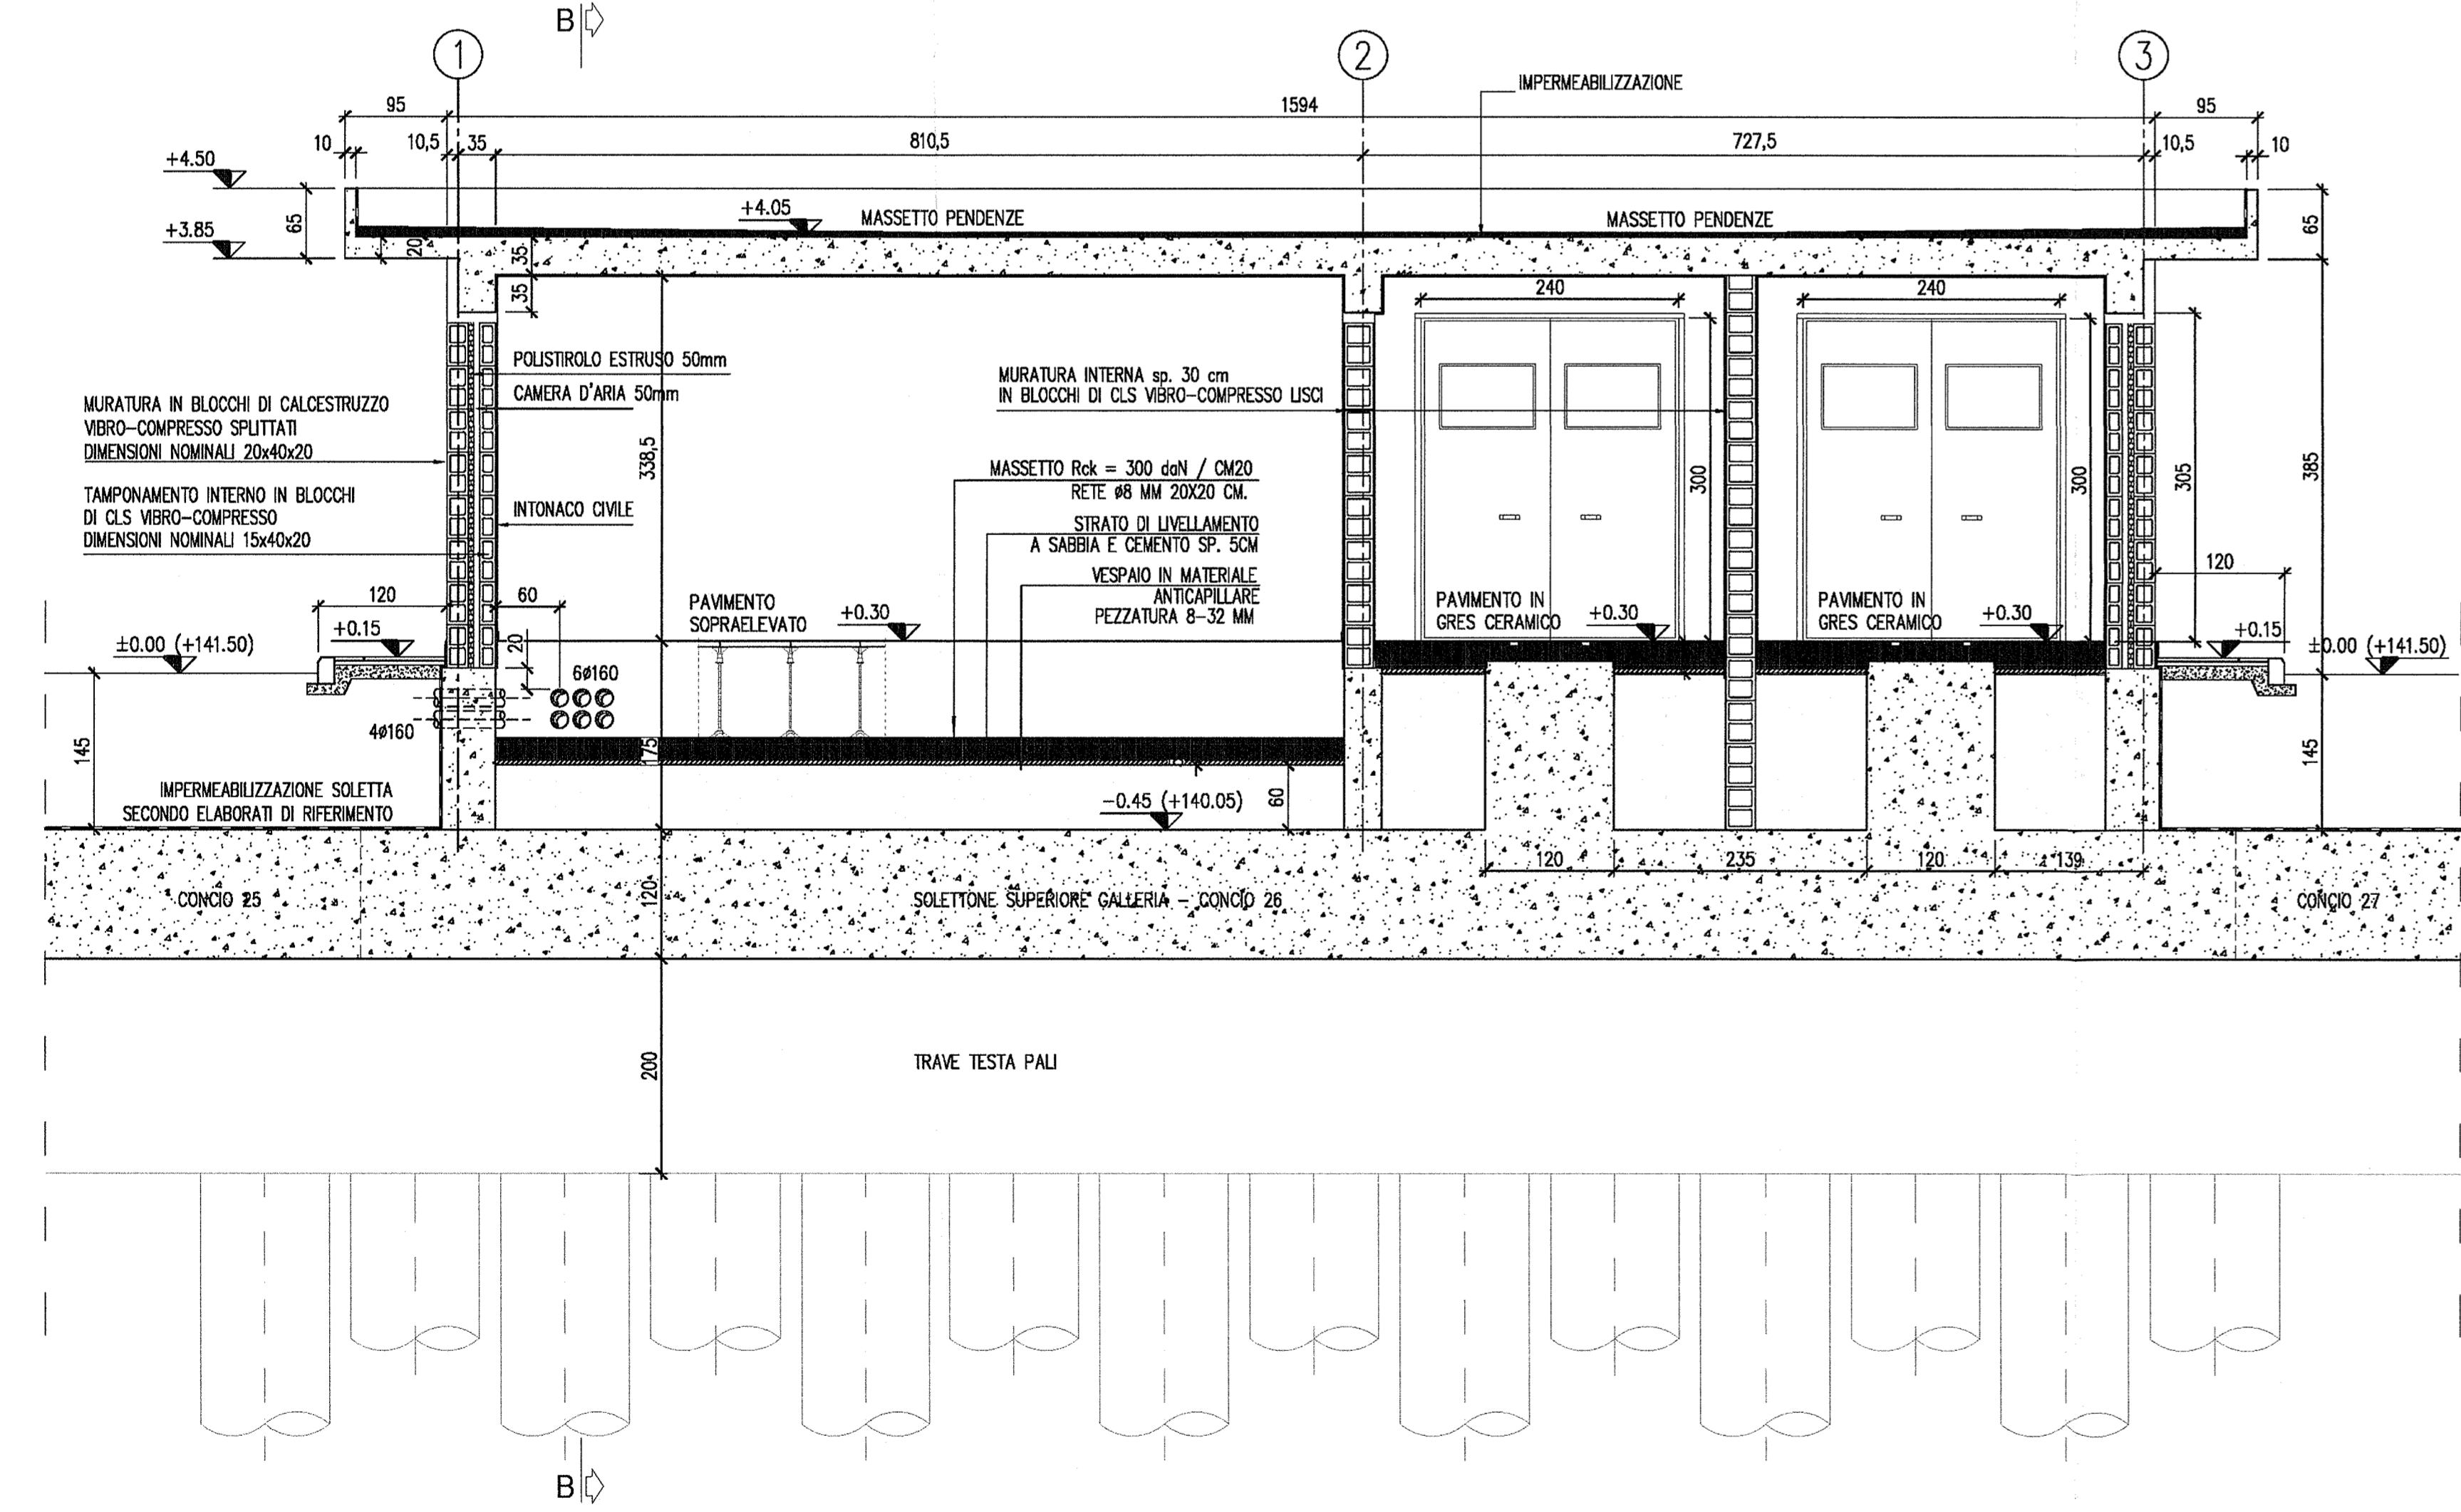 B
1
2
3
IMPERMEABILIZZAZIONE
95
1594
95
10
10,5
35
810,5
727,5
10,5
10
+4.50
65
+3.85
20
35
35
+4.05
MASSETTO PENDENZE
MASSETTO PENDENZE
65
240
240
POLISTIROLO ESTRUSO 50mm
CAMERA D'ARIA 50mm
MURATURA INTERNA sp. 30 cm
IN BLOCCHI DI CLS VIBRO-COMPRESSO LISCI
MURATURA IN BLOCCHI DI CALCESTRUZZO
VIBRO-COMPRESSO SPLITTATI
DIMENSIONI NOMINALI 20x40x20
338,5
MASSETTO Rck = 300 daN / CM20
RETE ø8 MM 20X20 CM.
300
300
305
385
TAMPONAMENTO INTERNO IN BLOCCHI
DI CLS VIBRO-COMPRESSO
DIMENSIONI NOMINALI 15x40x20
INTONACO CIVILE
STRATO DI LIVELLAMENTO
A SABBIA E CEMENTO SP. 5CM
VESPAIO IN MATERIALE
ANTICAPILLARE
PEZZATURA 8-32 MM
120
60
PAVIMENTO
SOPRAELEVATO
+0.30
PAVIMENTO IN
GRES CERAMICO
+0.30
PAVIMENTO IN
GRES CERAMICO
+0.30
120
±0.00 (+141.50)
+0.15
20
+0.15
±0.00 (+141.50)
6ø160
4ø160
145
175
145
IMPERMEABILIZZAZIONE SOLETTA
SECONDO ELABORATI DI RIFERIMENTO
-0.45 (+140.05)
60
120
235
120
139
CONCIO 25
120
SOLETTONE SUPERIORE GALLERIA - CONCIO 26
CONCIO 27
200
TRAVE TESTA PALI
B